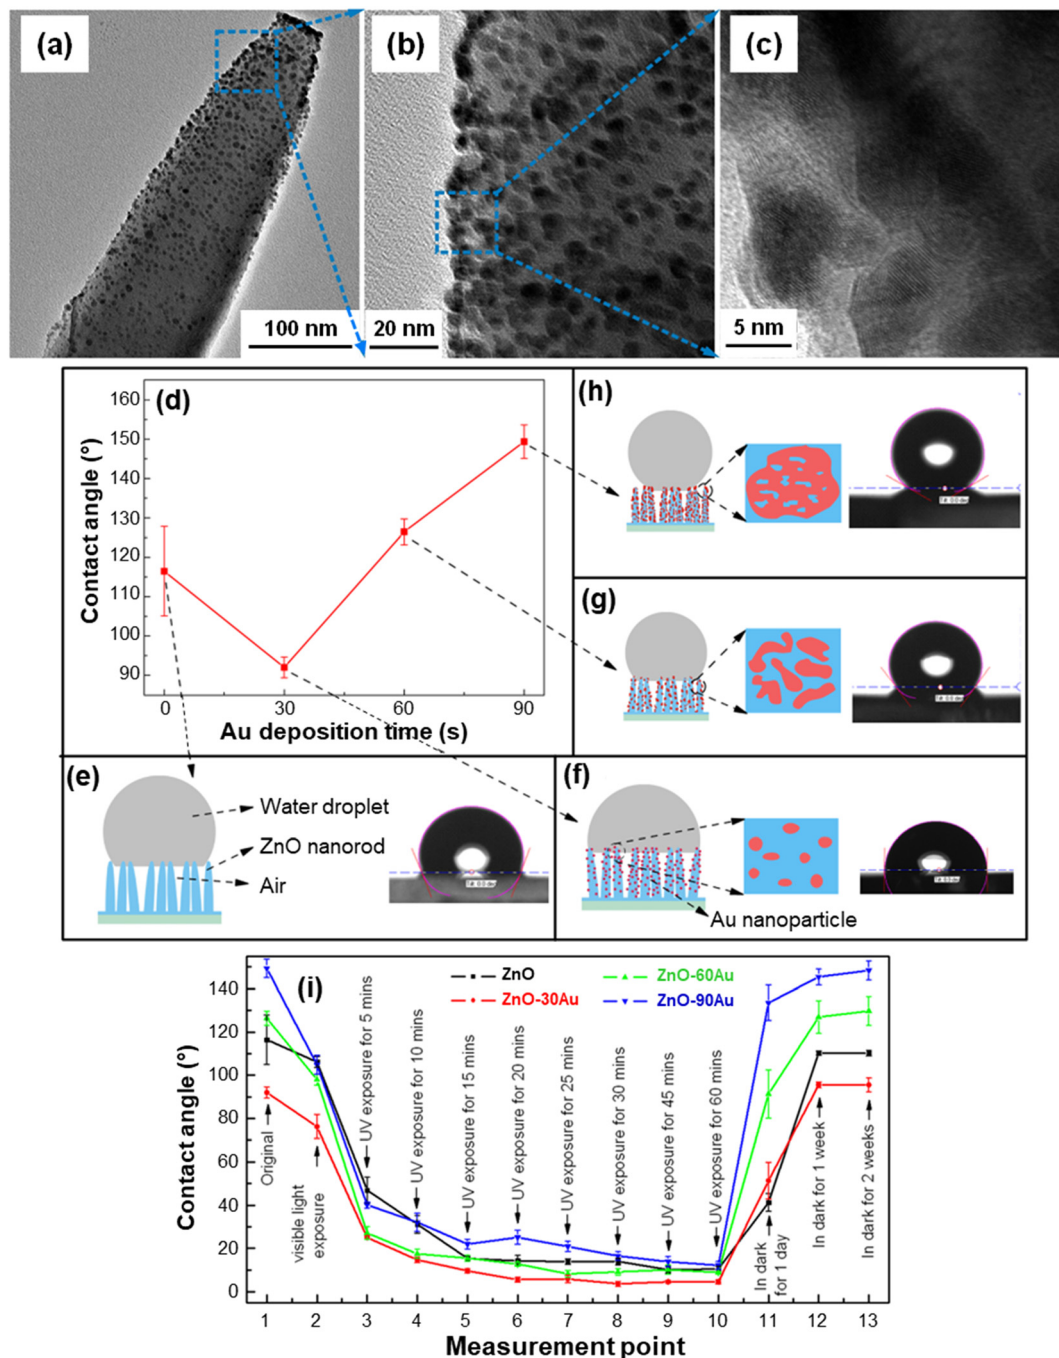 (a)
(b)
(c)
100 nm
20 nm
5 nm
(d)
160
150
140
130
120
110
100
90
Contact angle (°)
0 30 60 90
Au deposition time (s)
(h)
(g)
(e)
Water droplet
ZnO nanorod
Air
(f)
Au nanoparticle
(i)
ZnO
ZnO-30Au
ZnO-60Au
ZnO-90Au
140
120
100
80
60
40
20
0
Contact angle (°)
Original
visible light
exposure
UV exposure for 5 mins
UV exposure for 10 mins
UV exposure for 15 mins
UV exposure for 20 mins
UV exposure for 25 mins
UV exposure for 30 mins
UV exposure for 45 mins
UV exposure for 60 mins
In dark
for 1 day
In dark for 1 week
In dark for 2 weeks
1 2 3 4 5 6 7 8 9 10 11 12 13
Measurement point